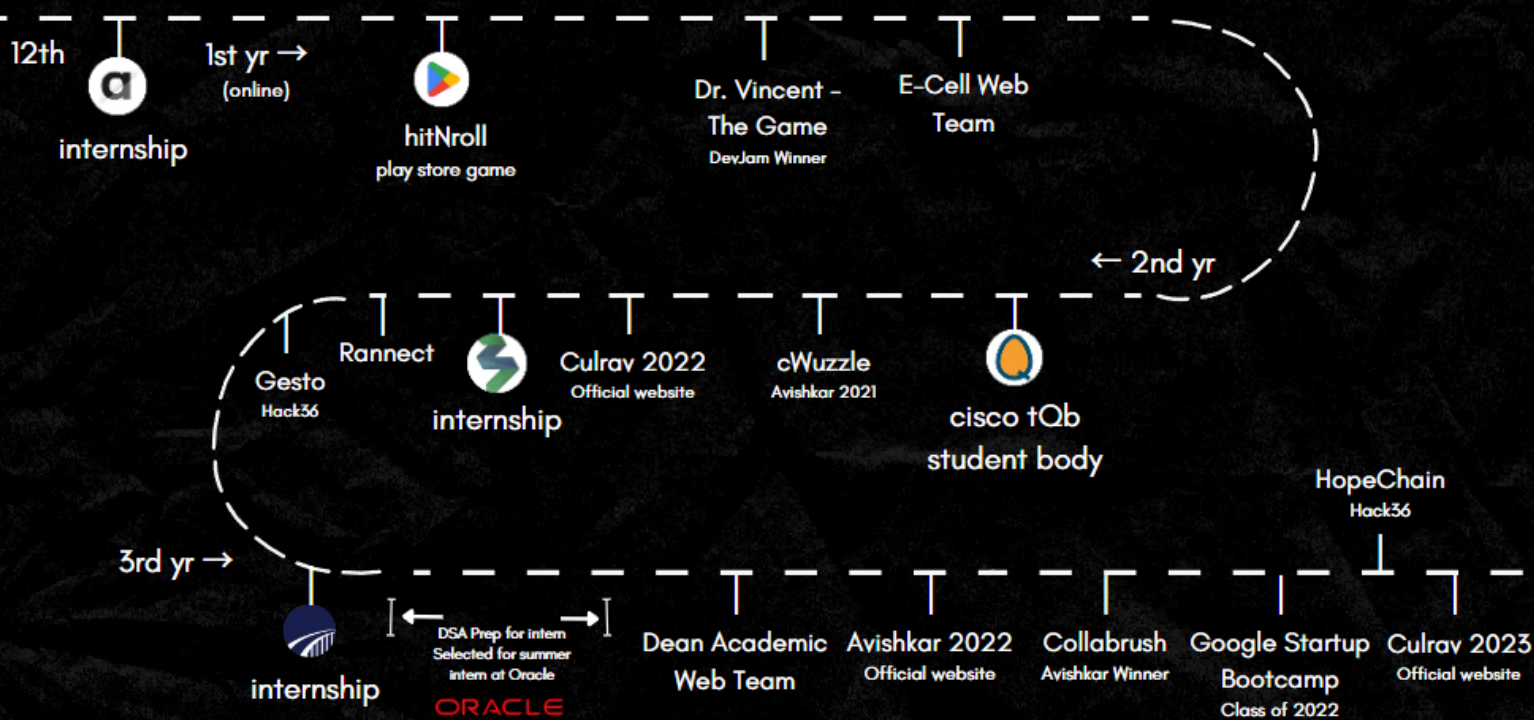 12th
internship
1st yr →
(online)
hitNroll
play store game
Dr. Vincent -
The Game
DevJam Winner
E-Cell Web
Team
← 2nd yr
cisco tQb
student body
cWuzzle
Avishkar 2021
Culrav 2022
Official website
internship
Rannect
Gesto
Hack36
3rd yr →
internship
DSA Prep for intern
Selected for summer
intern at Oracle
ORACLE
Dean Academic
Web Team
Avishkar 2022
Official website
Collabrush
Avishkar Winner
Google Startup
Bootcamp
Class of 2022
HopeChain
Hack36
Culrav 2023
Official website